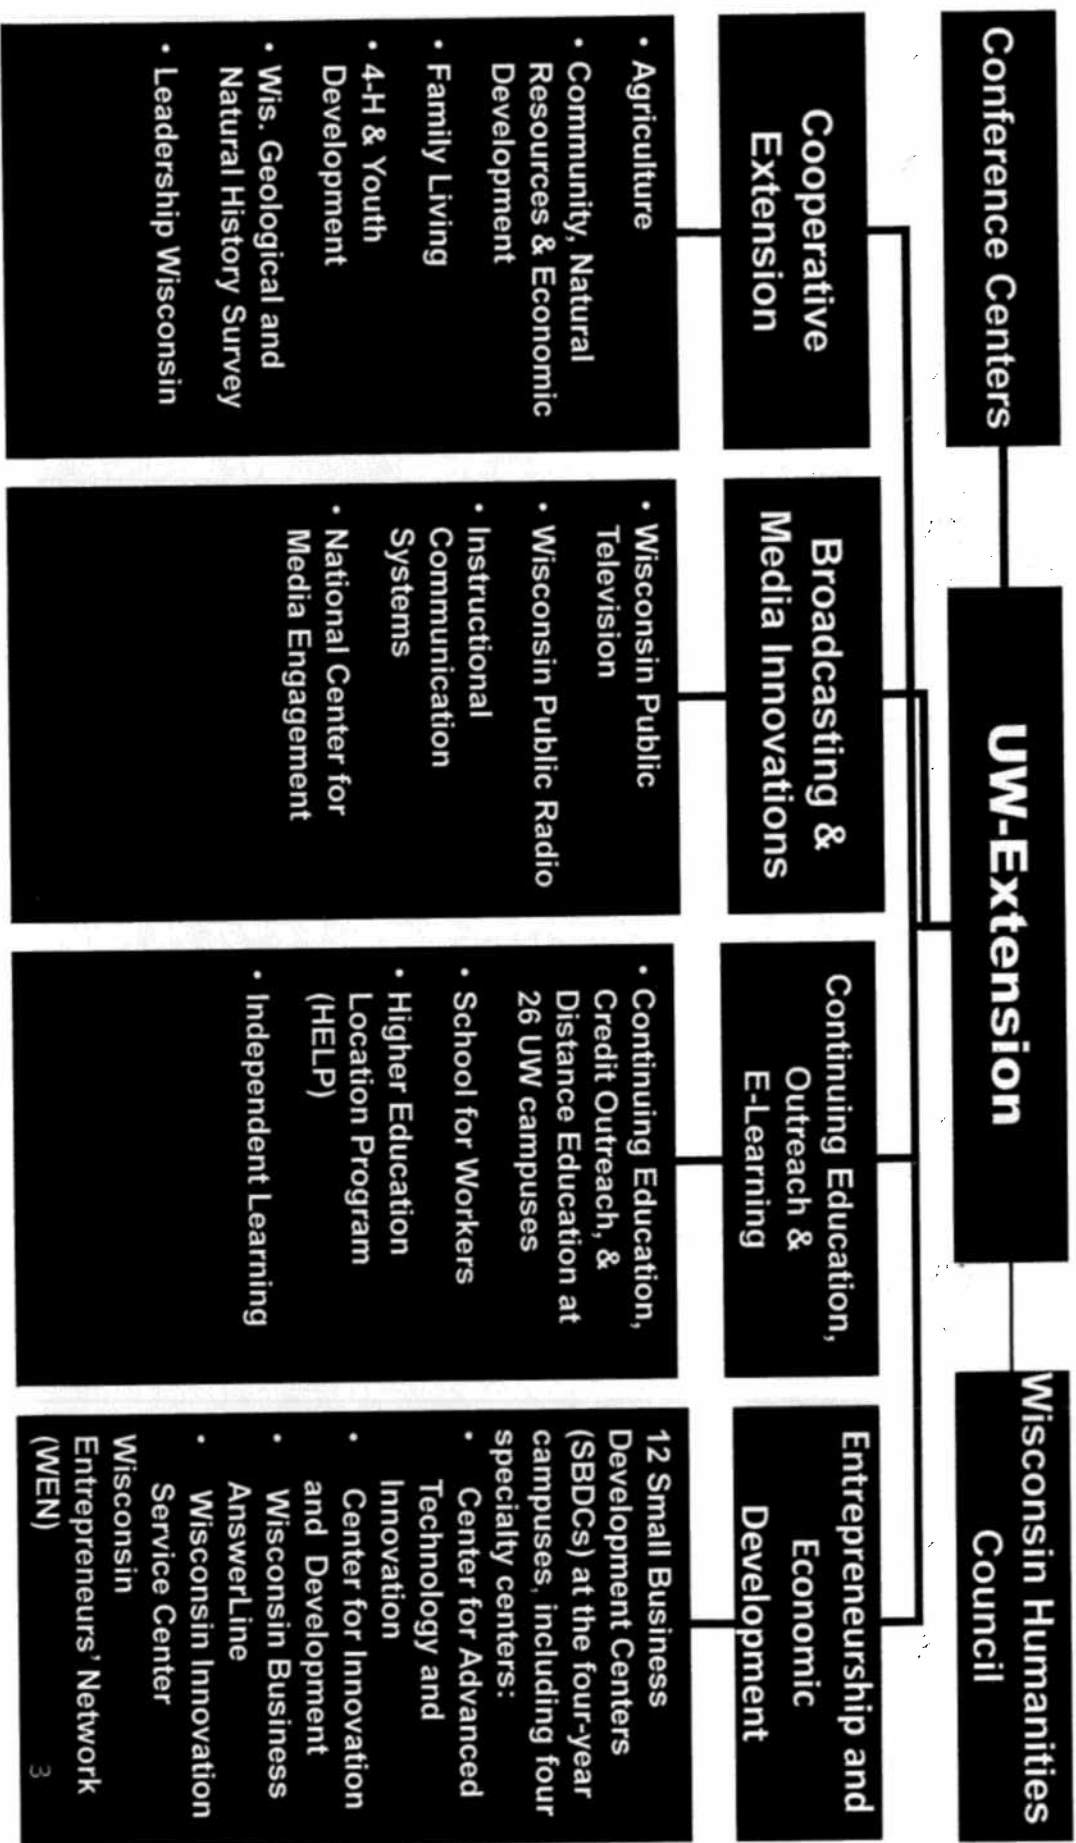 Conference Centers
UW-Extension
Wisconsin Humanities
Council
Cooperative
Extension
• Agriculture
• Community, Natural
Resources & Economic
Development
• Family Living
• 4-H & Youth
Development
• Wis. Geological and
Natural History Survey
• Leadership Wisconsin
Broadcasting &
Media Innovations
• Wisconsin Public
Television
• Wisconsin Public Radio
• Instructional
Communication
Systems
• National Center for
Media Engagement
Continuing Education,
Outreach &
E-Learning
• Continuing Education,
Credit Outreach, &
Distance Education at
26 UW campuses
• School for Workers
• Higher Education
Location Program
(HELP)
• Independent Learning
Entrepreneurship and
Economic
Development
12 Small Business
Development Centers
(SBDCs) at the four-year
campuses, including four
specialty centers:
• Center for Advanced
Technology and
Innovation
• Center for Innovation
and Development
• Wisconsin Business
AnswerLine
• Wisconsin Innovation
Service Center
Wisconsin
Entrepreneurs' Network
(WEN)
3